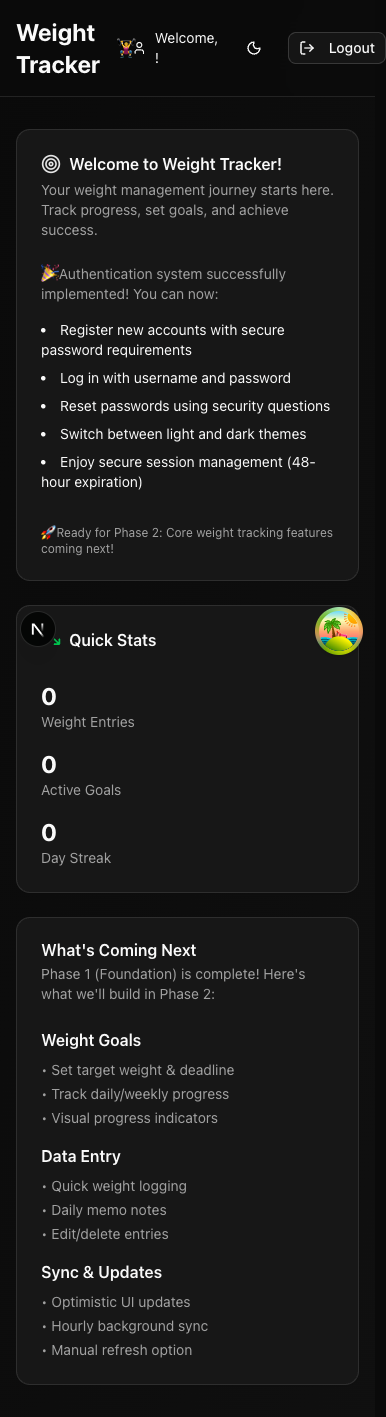 Weight
Tracker
🏋️‍♀️
Welcome,
!
Logout
Welcome to Weight Tracker!
Your weight management journey starts here.
Track progress, set goals, and achieve
success.
🎉Authentication system successfully
implemented! You can now:
• Register new accounts with secure
password requirements
• Log in with username and password
• Reset passwords using security questions
• Switch between light and dark themes
• Enjoy secure session management (48-
hour expiration)
🚀Ready for Phase 2: Core weight tracking features
coming next!
N
Quick Stats
0
Weight Entries
0
Active Goals
0
Day Streak
What's Coming Next
Phase 1 (Foundation) is complete! Here's
what we'll build in Phase 2:
Weight Goals
• Set target weight & deadline
• Track daily/weekly progress
• Visual progress indicators
Data Entry
• Quick weight logging
• Daily memo notes
• Edit/delete entries
Sync & Updates
• Optimistic UI updates
• Hourly background sync
• Manual refresh option